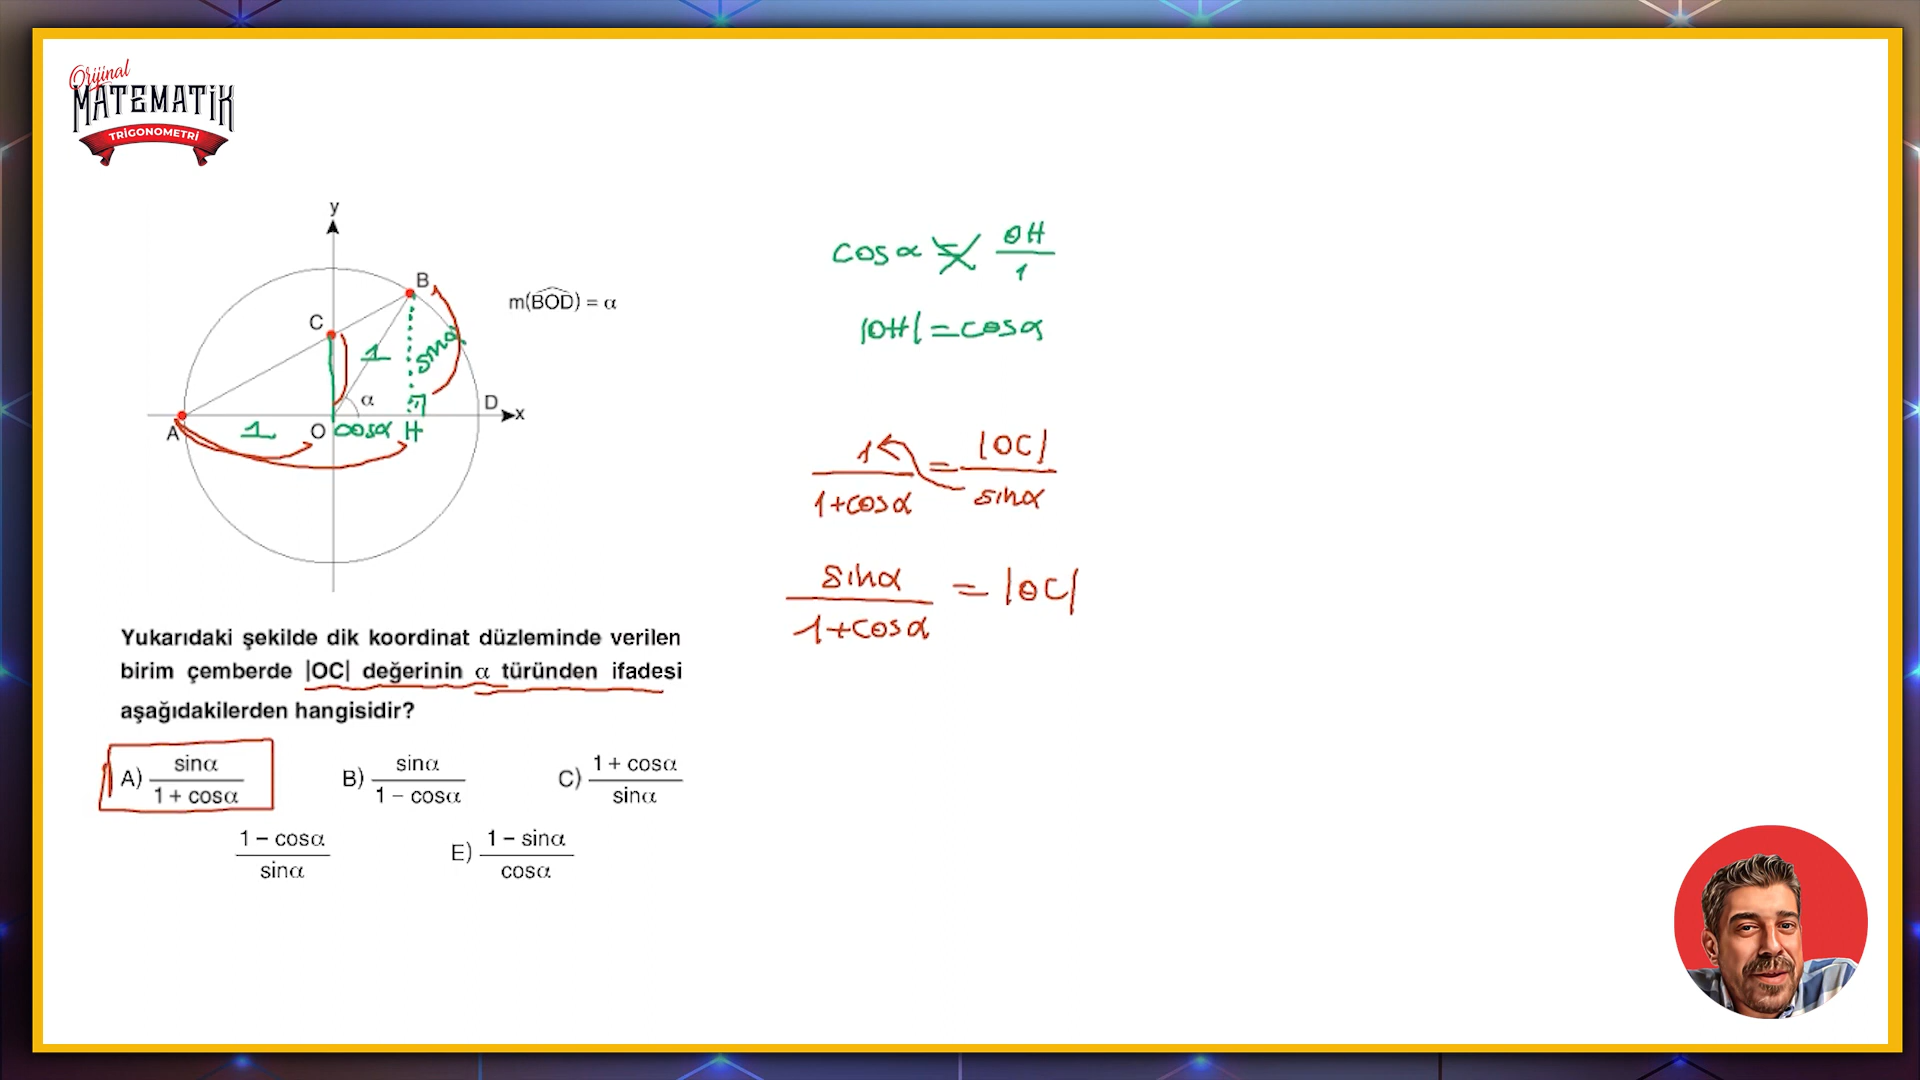 Orijinal
MATEMATİK
TRİGONOMETRİ
y
B
C
1
sinα
α
D
x
A
1
O
cosα
H
m(BOD) = α
cosα = OH/1
|OH| = cosα
1/(1+cosα) = |OC|/sinα
sinα/(1+cosα) = |OC|
Yukarıdaki şekilde dik koordinat düzleminde verilen
birim çemberde |OC| değerinin α türünden ifadesi
aşağıdakilerden hangisidir?
A) sinα/(1 + cosα) B) sinα/(1 − cosα) C) (1 + cosα)/sinα
(1 − cosα)/sinα E) (1 − sinα)/cosα